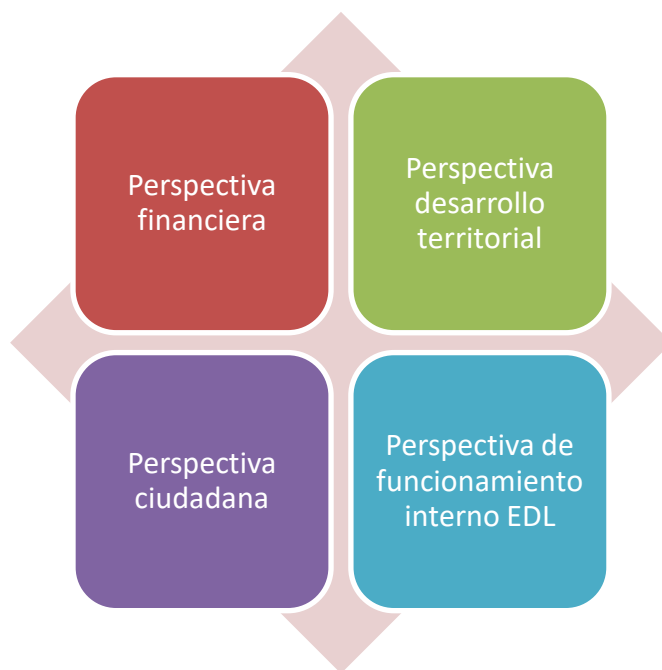 Perspectiva
financiera
Perspectiva
desarrollo
territorial
Perspectiva
ciudadana
Perspectiva de
funcionamiento
interno EDL